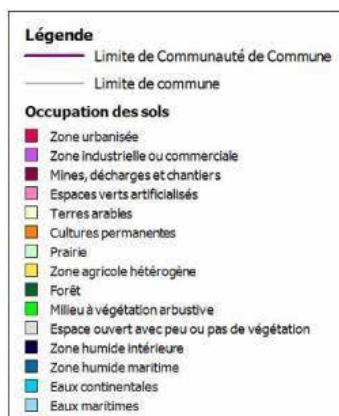 Légende
Limite de Communauté de Commune
Limite de commune
Occupation des sols
Zone urbanisée
Zone industrielle ou commerciale
Mines, décharges et chantiers
Espaces verts artificialisés
Terres arables
Cultures permanentes
Prairie
Zone agricole hétérogène
Forêt
Milieu à végétation arbustive
Espace ouvert avec peu ou pas de végétation
Zone humide intérieure
Zone humide maritime
Eaux continentales
Eaux maritimes